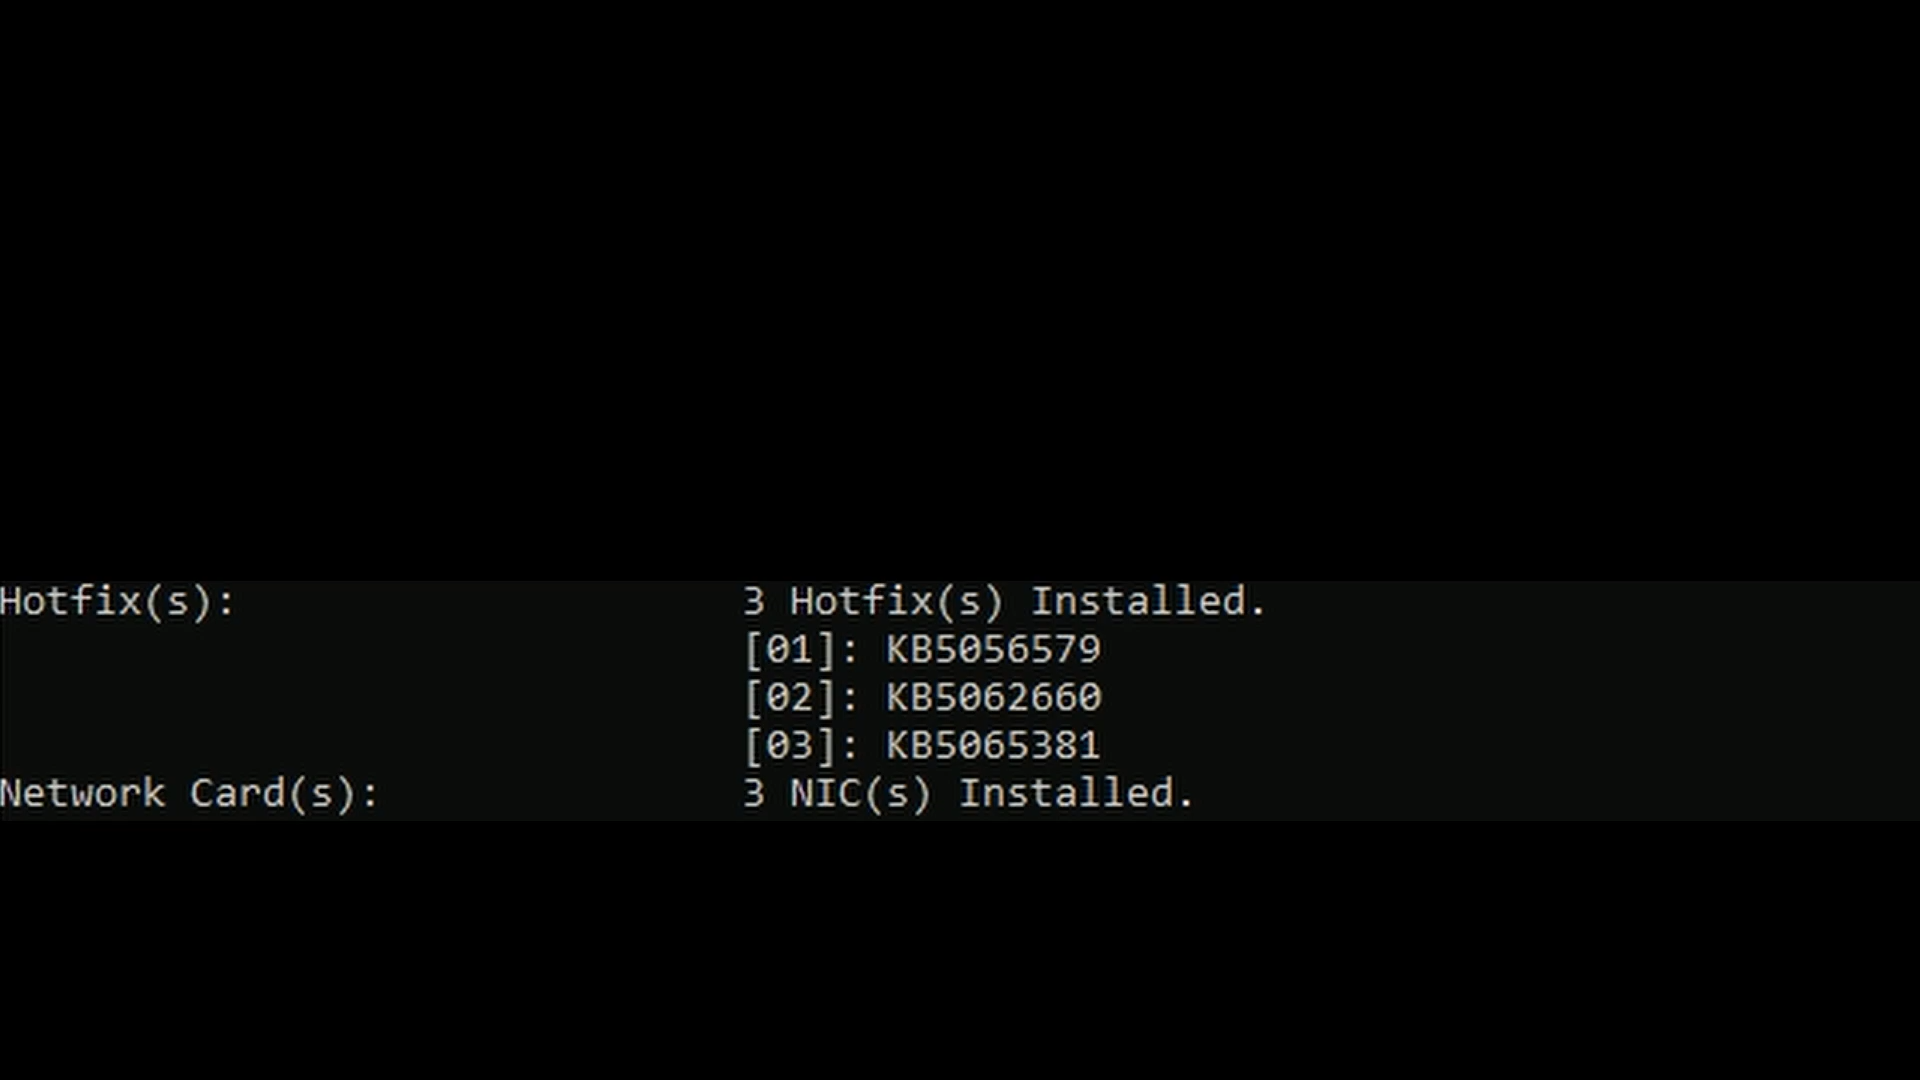 Hotfix(s): 3 Hotfix(s) Installed.
[01]: KB5056579
[02]: KB5062660
[03]: KB5065381
Network Card(s): 3 NIC(s) Installed.